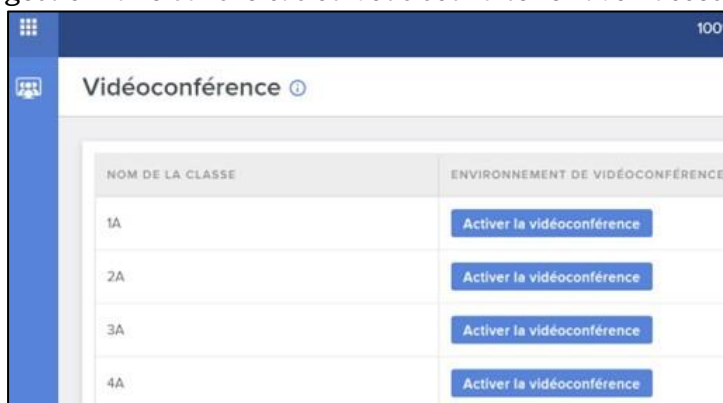 100
Vidéoconférence
NOM DE LA CLASSE ENVIRONNEMENT DE VIDÉOCONFÉRENCE
1A Activer la vidéoconférence
2A Activer la vidéoconférence
3A Activer la vidéoconférence
4A Activer la vidéoconférence